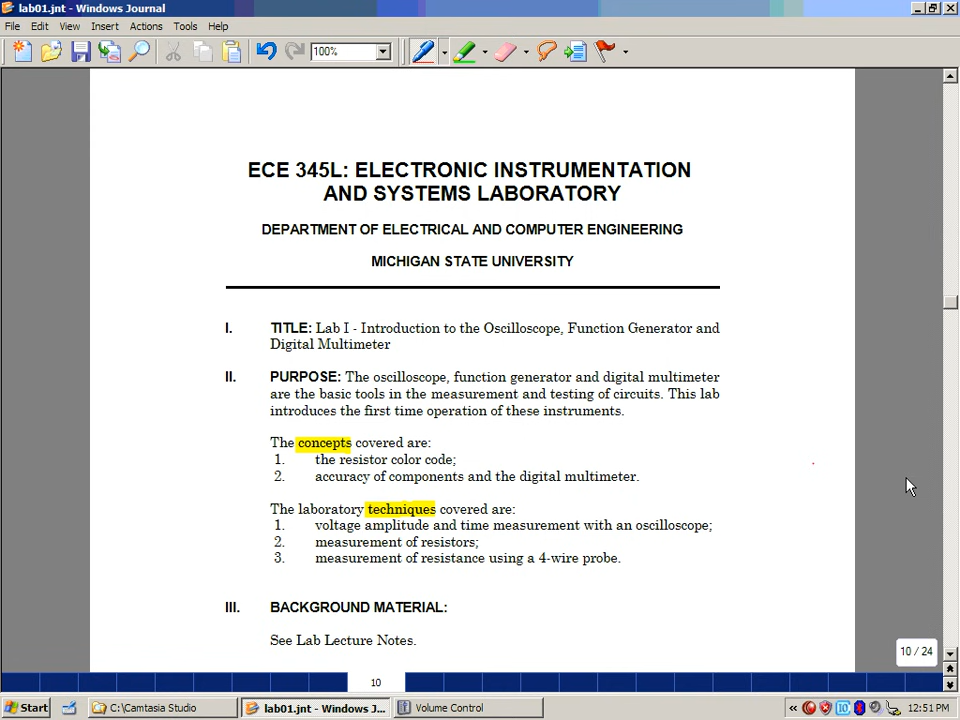 lab01.jnt - Windows Journal
File Edit View Insert Actions Tools Help
100%
ECE 345L: ELECTRONIC INSTRUMENTATION
AND SYSTEMS LABORATORY
DEPARTMENT OF ELECTRICAL AND COMPUTER ENGINEERING
MICHIGAN STATE UNIVERSITY
I. TITLE: Lab I - Introduction to the Oscilloscope, Function Generator and
Digital Multimeter
II. PURPOSE: The oscilloscope, function generator and digital multimeter
are the basic tools in the measurement and testing of circuits. This lab
introduces the first time operation of these instruments.
The concepts covered are:
1. the resistor color code;
2. accuracy of components and the digital multimeter.
The laboratory techniques covered are:
1. voltage amplitude and time measurement with an oscilloscope;
2. measurement of resistors;
3. measurement of resistance using a 4-wire probe.
III. BACKGROUND MATERIAL:
See Lab Lecture Notes.
10 / 24
10
Start C:\Camtasia Studio lab01.jnt - Windows J... Volume Control 12:51 PM